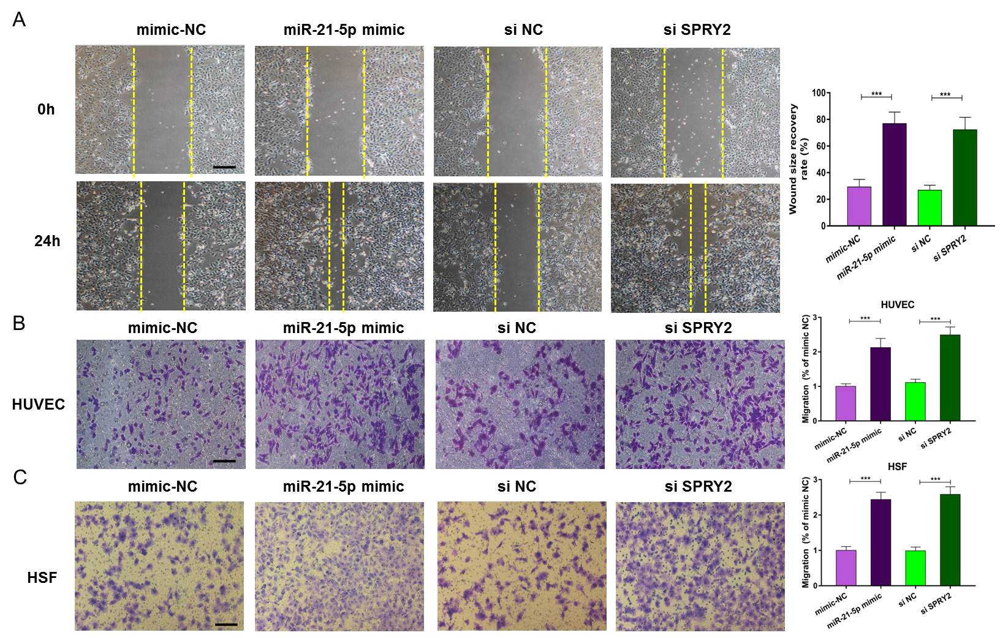 A
mimic-NC miR-21-5p mimic si NC si SPRY2
0h
24h
Wound size recovery
rate (%)
100
80
60
40
20
0
***
***
mimic-NC
miR-21-5p mimic
si NC
si SPRY2
B
mimic-NC miR-21-5p mimic si NC si SPRY2
HUVEC
HUVEC
Migration (% of mimic NC)
3
2
1
0
***
***
mimic-NC
miR-21-5p mimic
si NC
si SPRY2
C
mimic-NC miR-21-5p mimic si NC si SPRY2
HSF
HSF
Migration (% of mimic NC)
3
2
1
0
***
***
mimic-NC
miR-21-5p mimic
si NC
si SPRY2